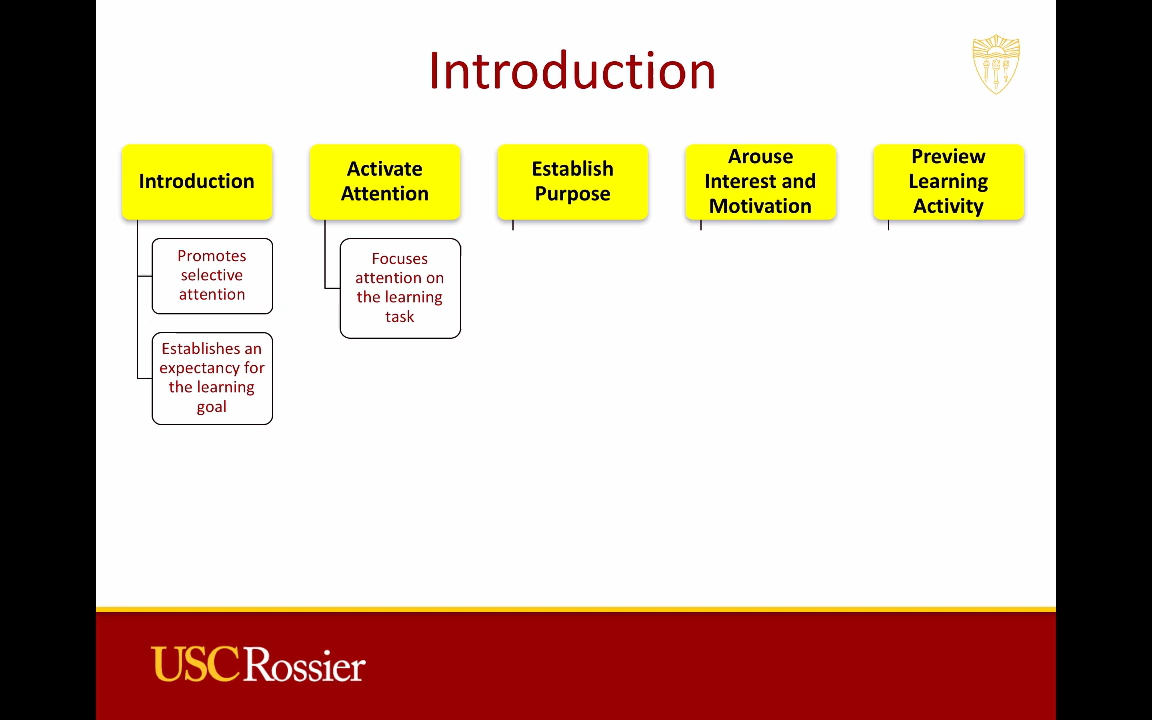 Introduction
Introduction
Promotes
selective
attention
Establishes an
expectancy for
the learning
goal
Activate
Attention
Focuses
attention on
the learning
task
Establish
Purpose
Arouse
Interest and
Motivation
Preview
Learning
Activity
USC Rossier